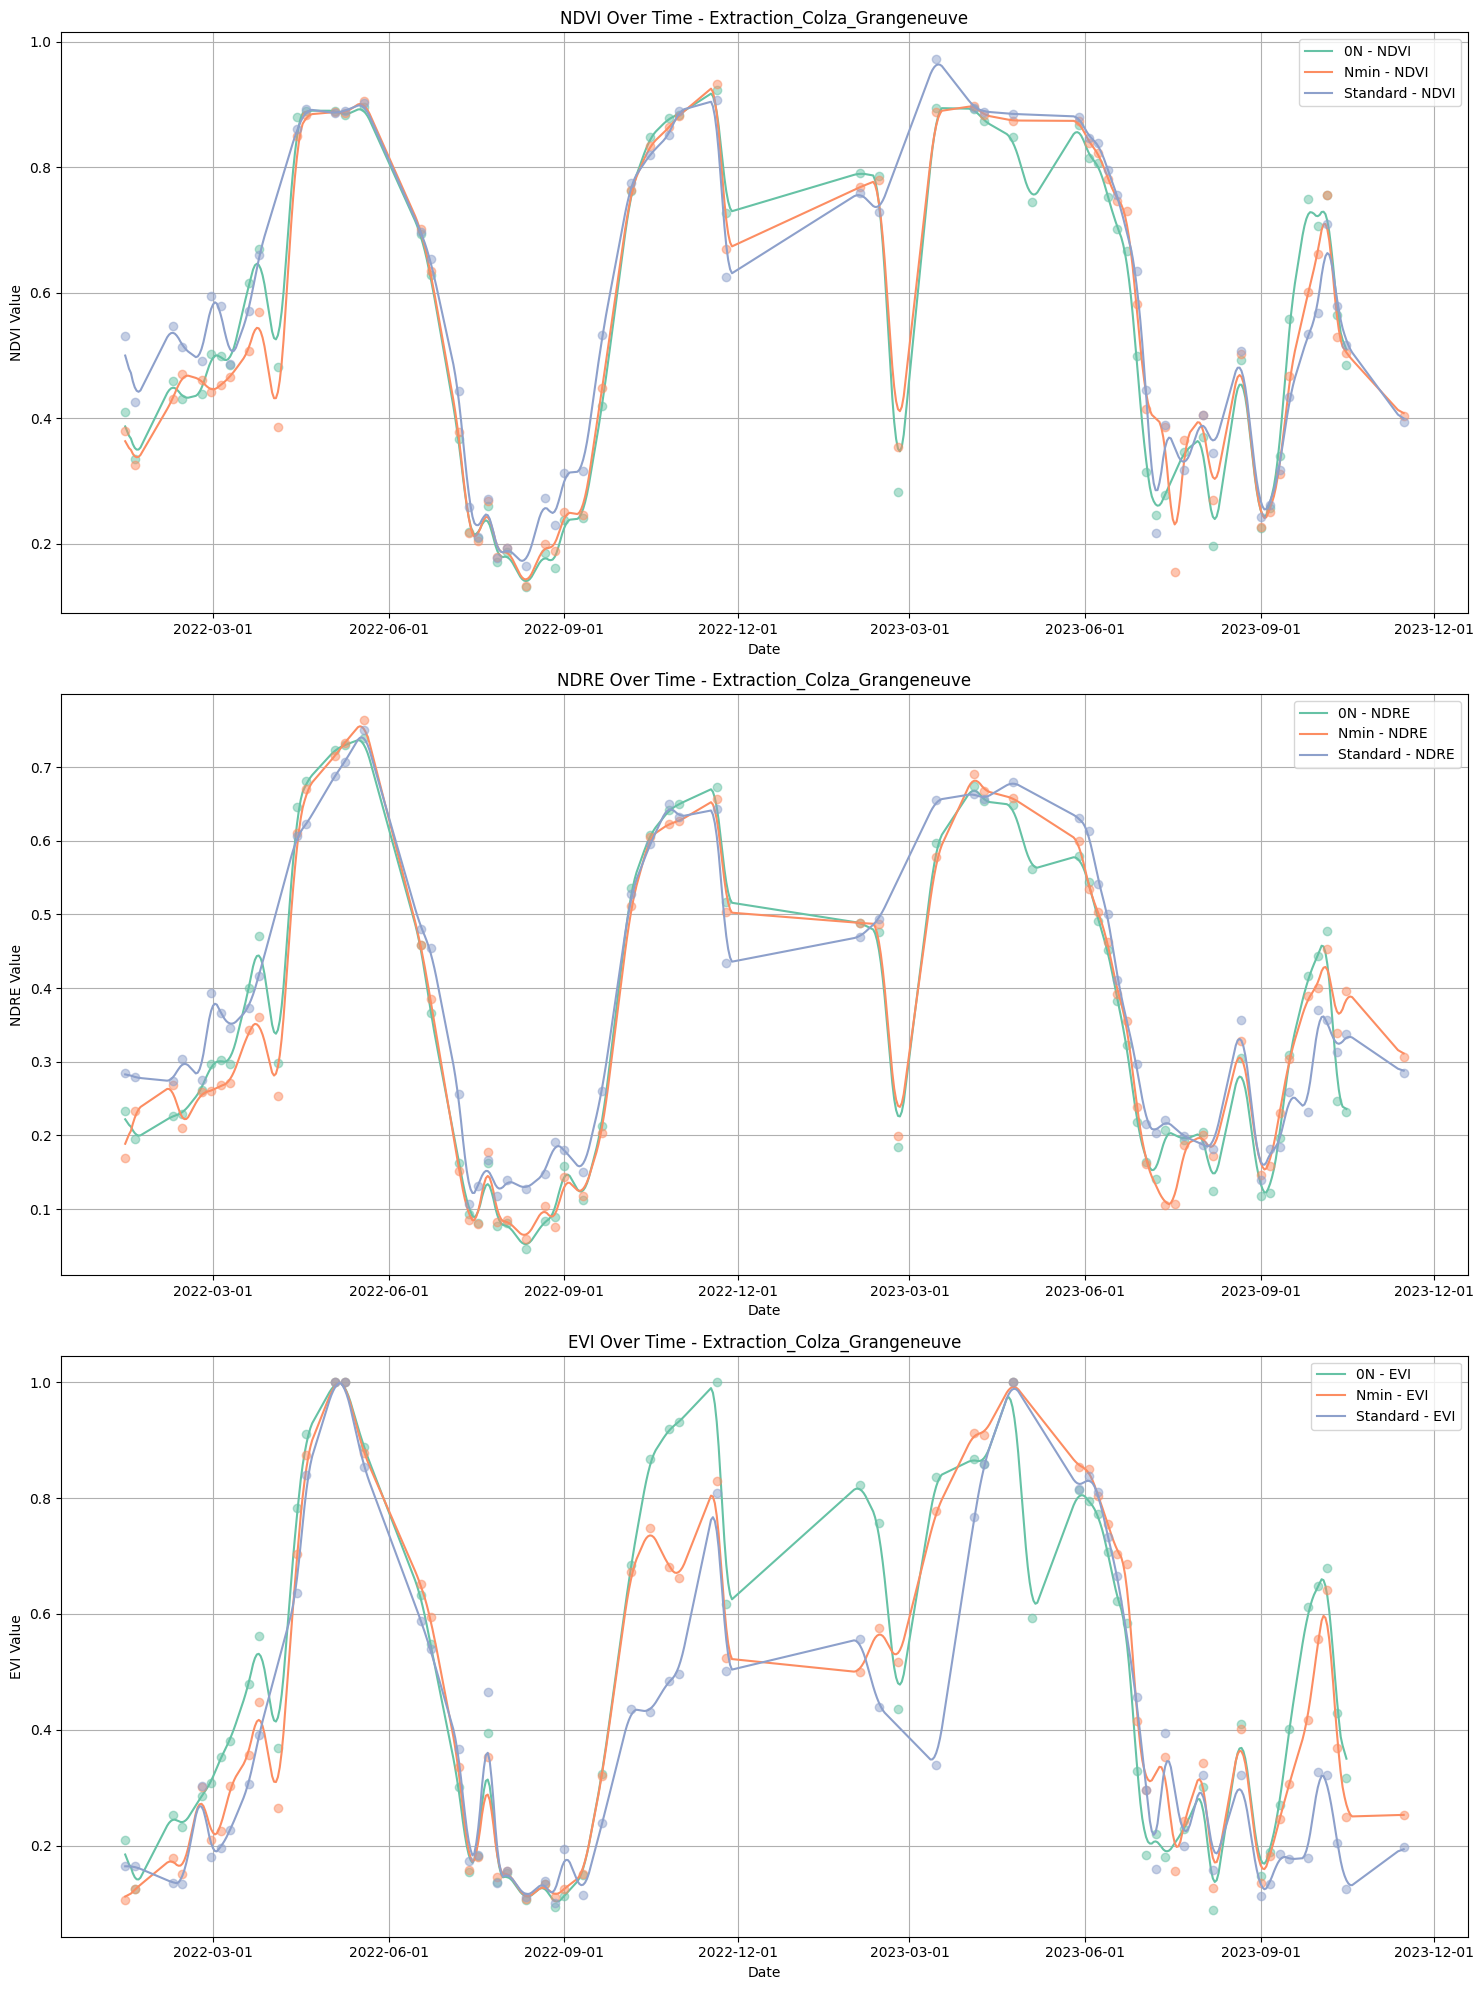 NDVI Over Time - Extraction_Colza_Grangeneuve
1.0
0.8
0.6
0.4
0.2
NDVI Value
0N - NDVI
Nmin - NDVI
Standard - NDVI
2022-03-01 2022-06-01 2022-09-01 2022-12-01 2023-03-01 2023-06-01 2023-09-01 2023-12-01
Date
NDRE Over Time - Extraction_Colza_Grangeneuve
0.7
0.6
0.5
0.4
0.3
0.2
0.1
NDRE Value
0N - NDRE
Nmin - NDRE
Standard - NDRE
2022-03-01 2022-06-01 2022-09-01 2022-12-01 2023-03-01 2023-06-01 2023-09-01 2023-12-01
Date
EVI Over Time - Extraction_Colza_Grangeneuve
1.0
0.8
0.6
0.4
0.2
EVI Value
0N - EVI
Nmin - EVI
Standard - EVI
2022-03-01 2022-06-01 2022-09-01 2022-12-01 2023-03-01 2023-06-01 2023-09-01 2023-12-01
Date